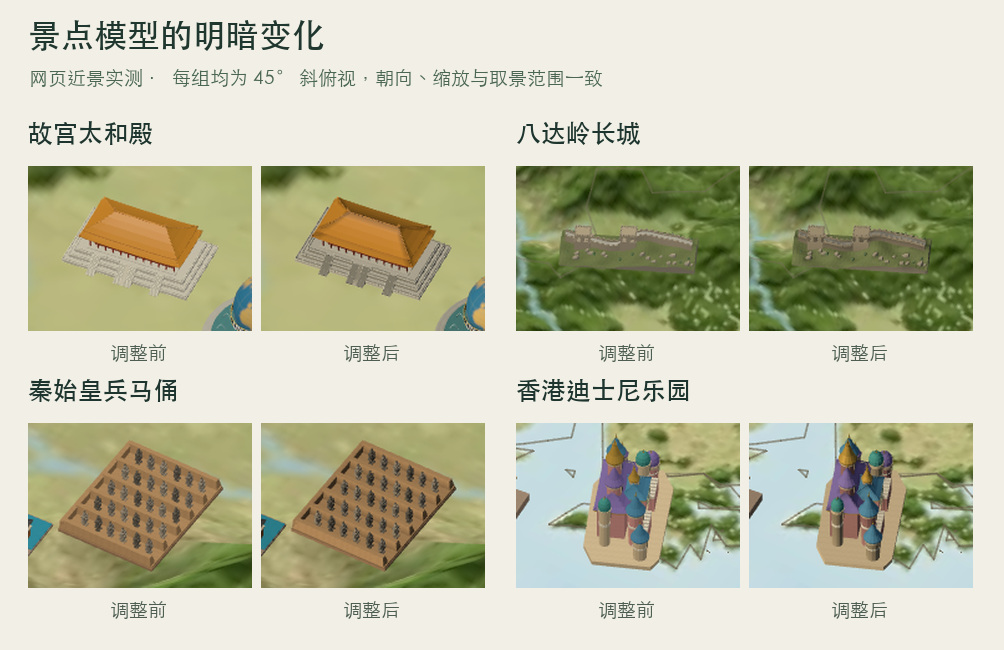 景点模型的明暗变化
网页近景实测 · 每组均为 45° 斜俯视，朝向、缩放与取景范围一致
故宫太和殿
八达岭长城
调整前
调整后
调整前
调整后
秦始皇兵马俑
香港迪士尼乐园
调整前
调整后
调整前
调整后